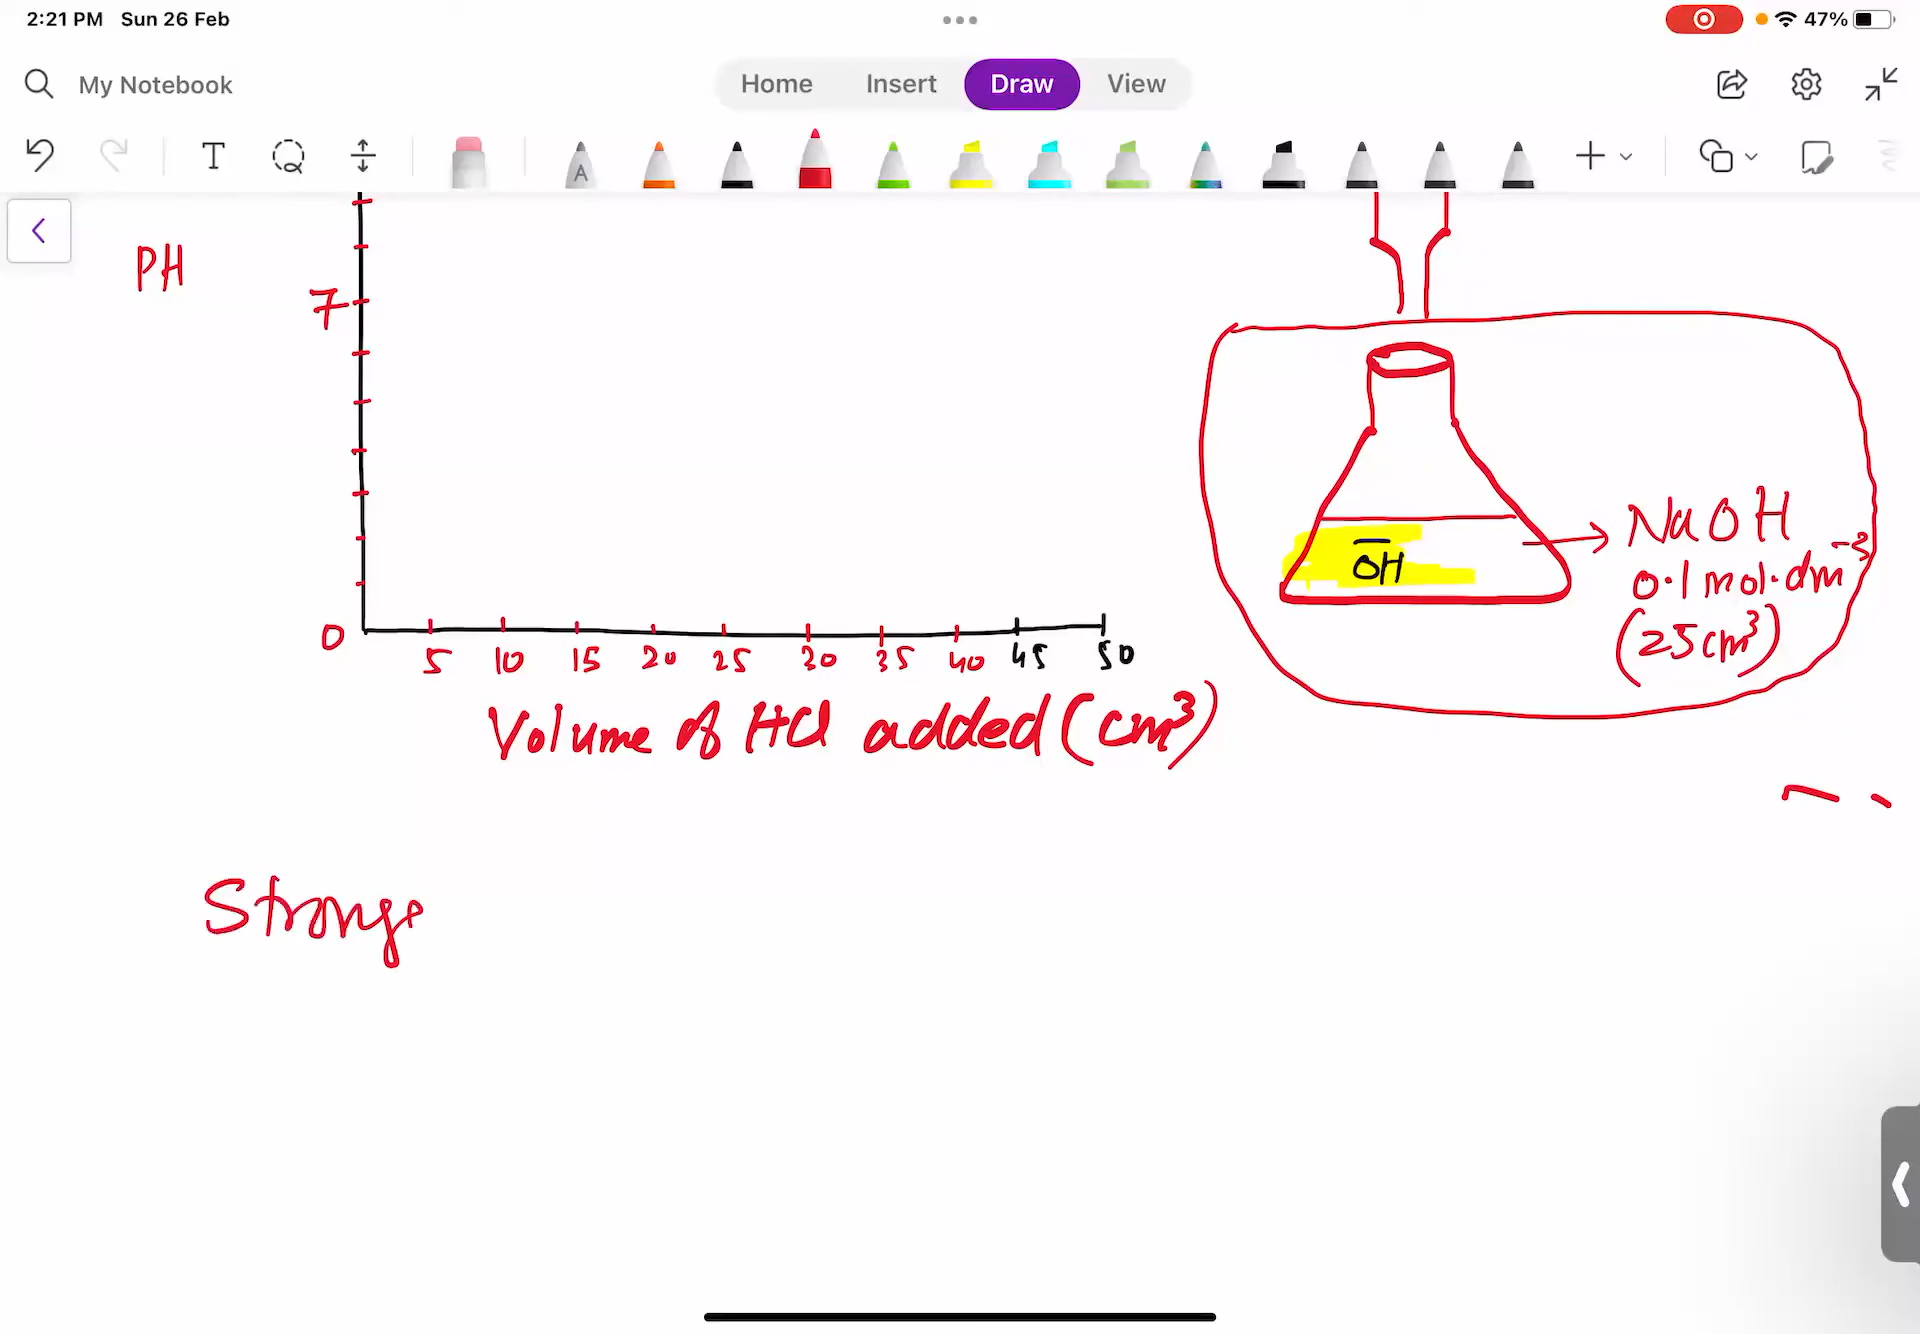 2:21 PM Sun 26 Feb
47%
My Notebook
Home Insert Draw View
T
A
PH
7
0
5 10 15 20 25 30 35 40 45 50
Volume of HCl added (cm³)
OH
NaOH
0.1 mol.dm⁻³
(25cm³)
Strong